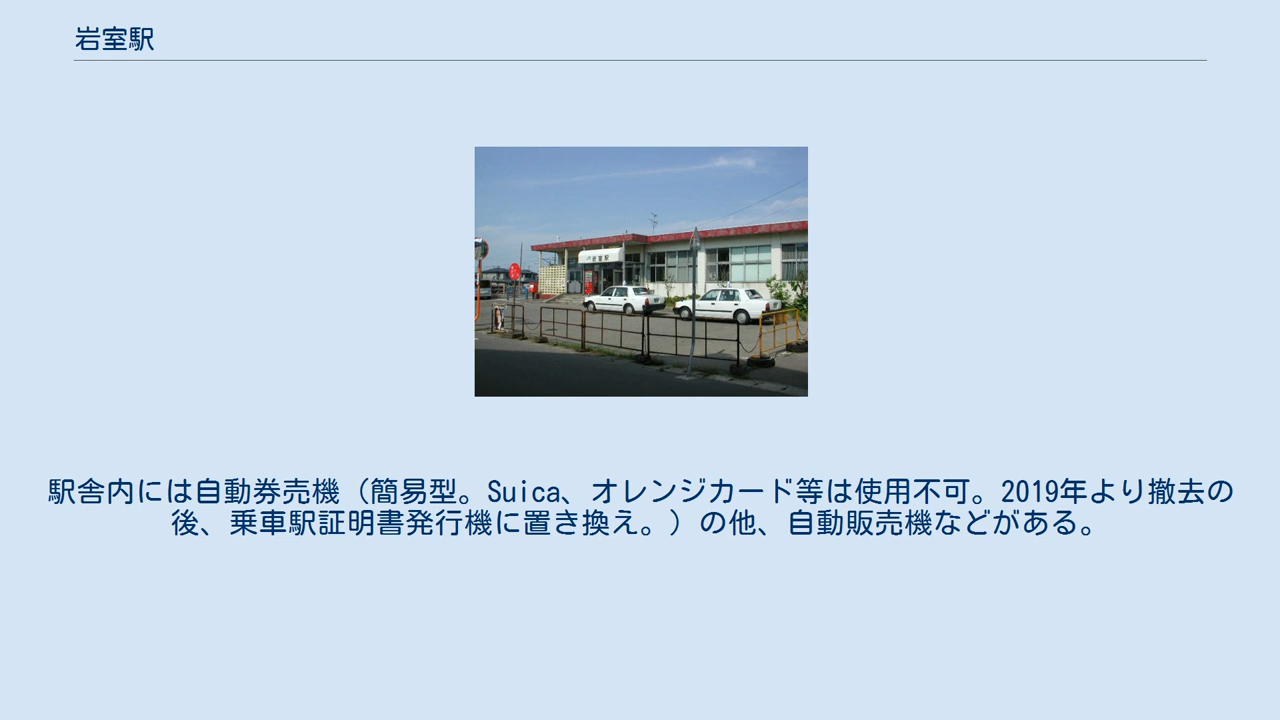 岩室駅
岩室駅
駅舎内には自動券売機（簡易型。Suica、オレンジカード等は使用不可。2019年より撤去の
後、乗車駅証明書発行機に置き換え。）の他、自動販売機などがある。